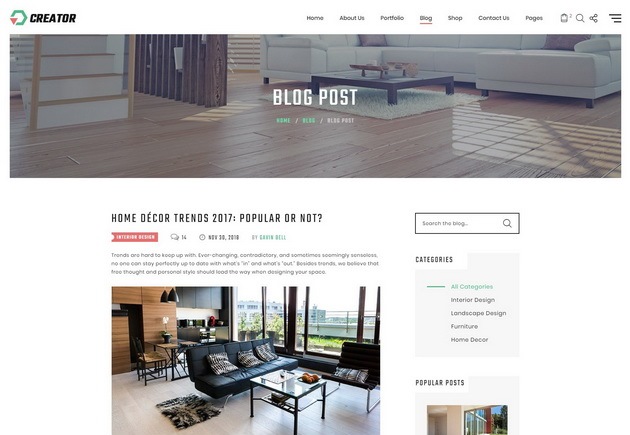 CREATOR
Home About Us Portfolio Blog Shop Contact Us Pages 2
BLOG POST
HOME / BLOG / BLOG POST
HOME DÉCOR TRENDS 2017: POPULAR OR NOT?
INTERIOR DESIGN 14 NOV 30, 2018 BY GAVIN BELL
Trends are hard to keep up with. Ever-changing, contradictory, and sometimes seemingly senseless,
no one can stay perfectly up to date with what's "in" and what's "out." Besides trends, we believe that
free thought and personal style should lead the way when designing your space.
Search the blog...
CATEGORIES
All Categories
Interior Design
Landscape Design
Furniture
Home Decor
POPULAR POSTS